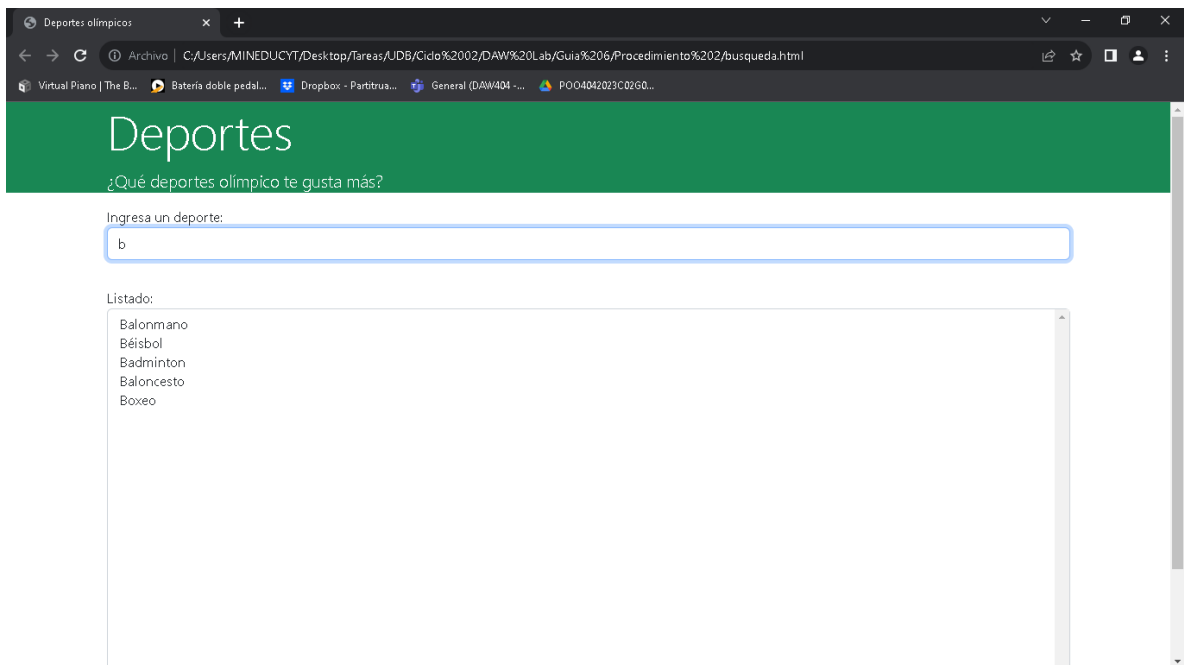 Deportes olímpicos
Archivo | C:/Users/MINEDUCYT/Desktop/Tareas/UDB/Ciclo%2002/DAW%20Lab/Guia%206/Procedimiento%202/busqueda.html
Virtual Piano | The B... Batería doble pedal... Dropbox - Partitrua... General (DAW404 -... POO4042023C02G0...
Deportes
¿Qué deportes olímpico te gusta más?
Ingresa un deporte:
b
Listado:
Balonmano
Béisbol
Badminton
Baloncesto
Boxeo